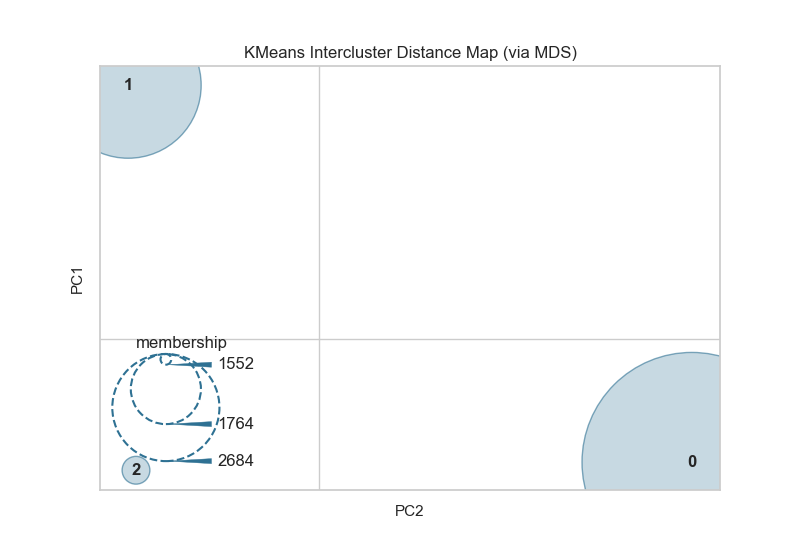 KMeans Intercluster Distance Map (via MDS)
1
PC1
membership
1552
1764
2684
2
0
PC2